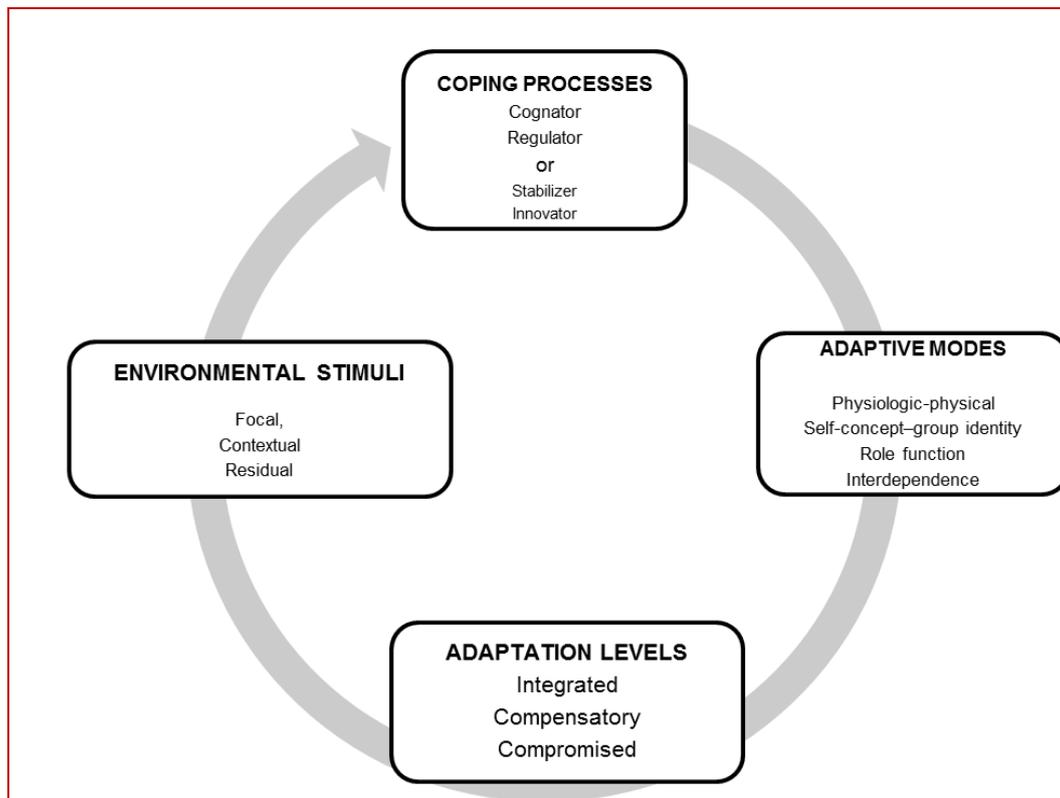 COPING PROCESSES
Cognator
Regulator
or
Stabilizer
Innovator
ADAPTIVE MODES
Physiologic-physical
Self-concept–group identity
Role function
Interdependence
ENVIRONMENTAL STIMULI
Focal,
Contextual
Residual
ADAPTATION LEVELS
Integrated
Compensatory
Compromised